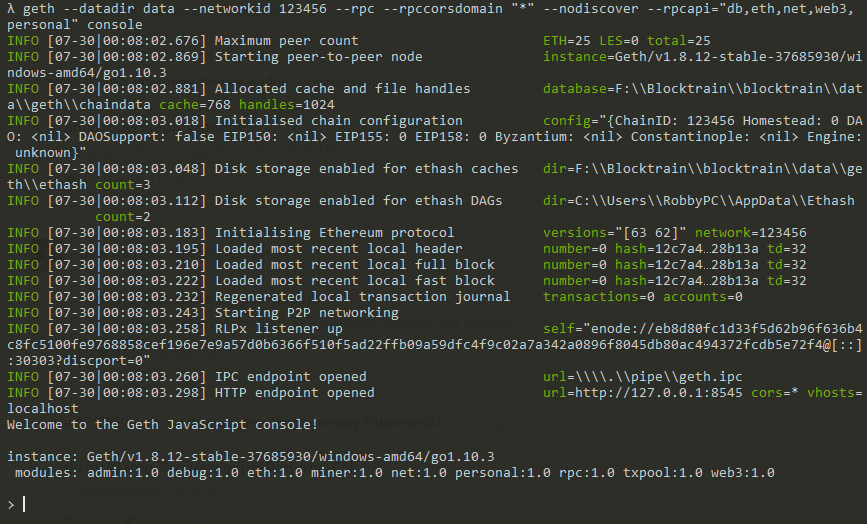 λ geth --datadir data --networkid 123456 --rpc --rpccorsdomain "*" --nodiscover --rpcapi="db,eth,net,web3,
personal" console
INFO [07-30|00:08:02.676] Maximum peer count                       ETH=25 LES=0 total=25
INFO [07-30|00:08:02.869] Starting peer-to-peer node               instance=Geth/v1.8.12-stable-37685930/wi
ndows-amd64/go1.10.3
INFO [07-30|00:08:02.881] Allocated cache and file handles         database=F:\\Blocktrain\\blocktrain\\dat
a\\geth\\chaindata cache=768 handles=1024
INFO [07-30|00:08:03.018] Initialised chain configuration          config="{ChainID: 123456 Homestead: 0 DA
O: <nil> DAOSupport: false EIP150: <nil> EIP155: 0 EIP158: 0 Byzantium: <nil> Constantinople: <nil> Engine:
 unknown}"
INFO [07-30|00:08:03.048] Disk storage enabled for ethash caches   dir=F:\\Blocktrain\\blocktrain\\data\\ge
th\\ethash count=3
INFO [07-30|00:08:03.112] Disk storage enabled for ethash DAGs     dir=C:\\Users\\RobbyPC\\AppData\\Ethash
           count=2
INFO [07-30|00:08:03.183] Initialising Ethereum protocol           versions="[63 62]" network=123456
INFO [07-30|00:08:03.195] Loaded most recent local header          number=0 hash=12c7a4…28b13a td=32
INFO [07-30|00:08:03.210] Loaded most recent local full block      number=0 hash=12c7a4…28b13a td=32
INFO [07-30|00:08:03.222] Loaded most recent local fast block      number=0 hash=12c7a4…28b13a td=32
INFO [07-30|00:08:03.232] Regenerated local transaction journal    transactions=0 accounts=0
INFO [07-30|00:08:03.243] Starting P2P networking
INFO [07-30|00:08:03.258] RLPx listener up                         self="enode://eb8d80fc1d33f5d62b96f636b4
c8fc5100fe9768858cef196e7e9a57d0b6366f510f5ad22ffb09a59dfc4f9c02a7a342a0896f8045db80ac494372fcdb5e72f4@[::]
:30303?discport=0"
INFO [07-30|00:08:03.260] IPC endpoint opened                      url=\\\\.\\pipe\\geth.ipc
INFO [07-30|00:08:03.298] HTTP endpoint opened                     url=http://127.0.0.1:8545 cors=* vhosts=
localhost
Welcome to the Geth JavaScript console!

instance: Geth/v1.8.12-stable-37685930/windows-amd64/go1.10.3
 modules: admin:1.0 debug:1.0 eth:1.0 miner:1.0 net:1.0 personal:1.0 rpc:1.0 txpool:1.0 web3:1.0

>